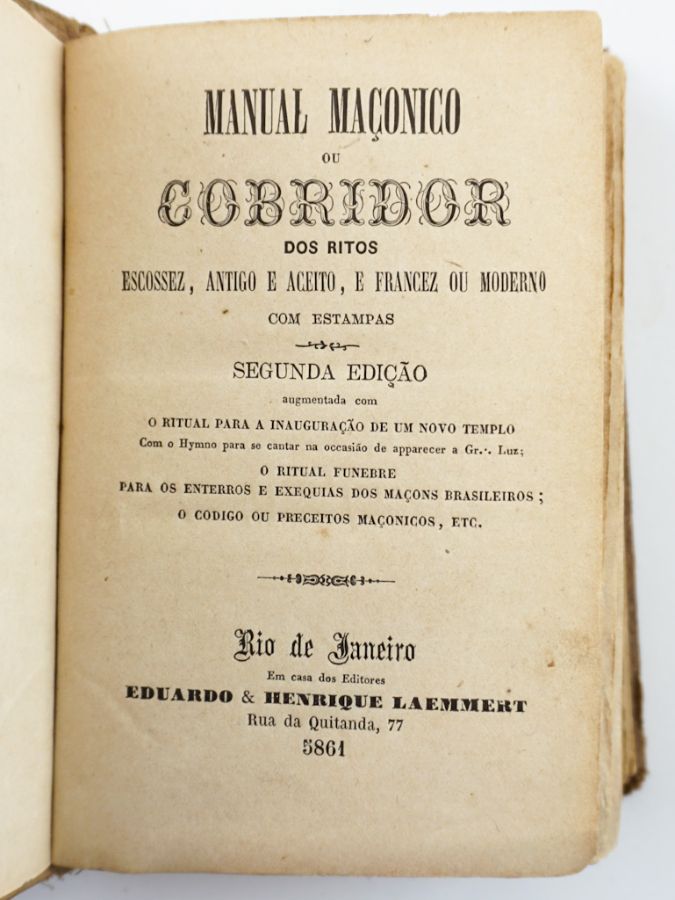 MANUAL MAÇONICO
OU
COBRIDOR
DOS RITOS
ESCOSSEZ, ANTIGO E ACEITO, E FRANCEZ OU MODERNO
COM ESTAMPAS
SEGUNDA EDIÇÃO
augmentada com
O RITUAL PARA A INAUGURAÇÃO DE UM NOVO TEMPLO
Com o Hymno para se cantar na occasião de apparecer a Gr.·. Luz;
O RITUAL FUNEBRE
PARA OS ENTERROS E EXEQUIAS DOS MAÇONS BRASILEIROS;
O CODIGO OU PRECEITOS MAÇONICOS, ETC.
Rio de Janeiro
Em casa dos Editores
EDUARDO & HENRIQUE LAEMMERT
Rua da Quitanda, 77
5861